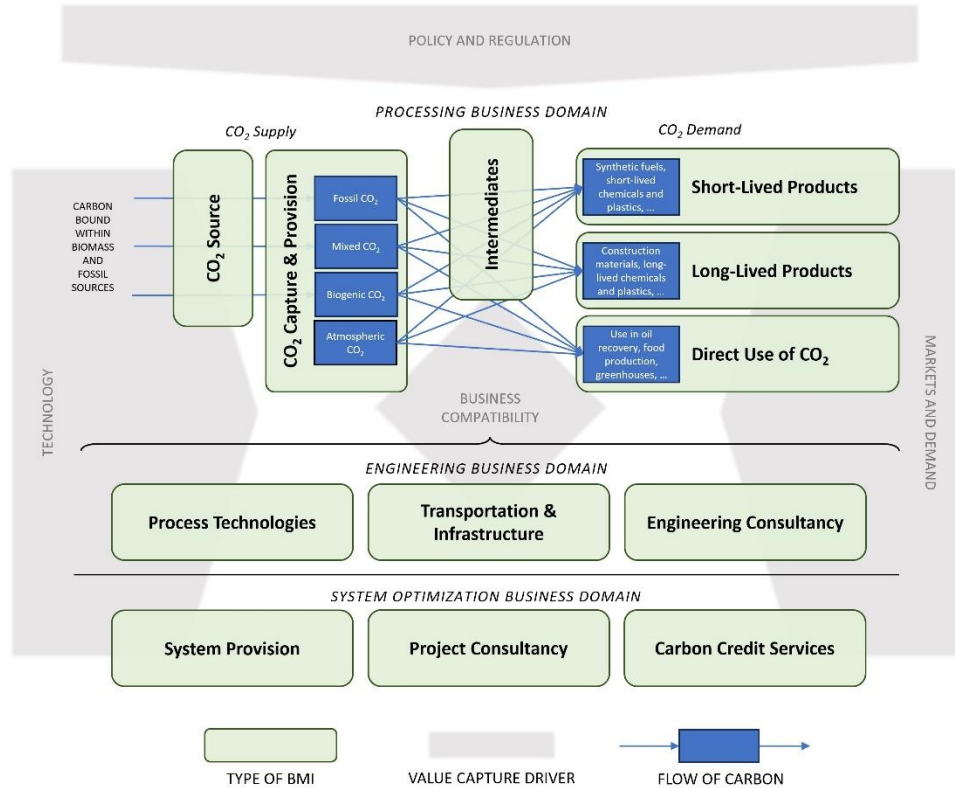 POLICY AND REGULATION
PROCESSING BUSINESS DOMAIN
CO₂ Supply
CO₂ Demand
CARBON
BOUND
WITHIN
BIOMASS
AND
FOSSIL
SOURCES
CO₂ Source
CO₂ Capture & Provision
Fossil CO₂
Mixed CO₂
Biogenic CO₂
Atmospheric
CO₂
Intermediates
Synthetic fuels,
short-lived
chemicals and
plastics, ...
Short-Lived Products
Construction
materials, long-
lived chemicals
and plastics, ...
Long-Lived Products
Use in oil
recovery, food
production,
greenhouses, ...
Direct Use of CO₂
TECHNOLOGY
BUSINESS
COMPATIBILITY
MARKETS AND DEMAND
ENGINEERING BUSINESS DOMAIN
Process Technologies
Transportation &
Infrastructure
Engineering Consultancy
SYSTEM OPTIMIZATION BUSINESS DOMAIN
System Provision
Project Consultancy
Carbon Credit Services
TYPE OF BMI
VALUE CAPTURE DRIVER
FLOW OF CARBON